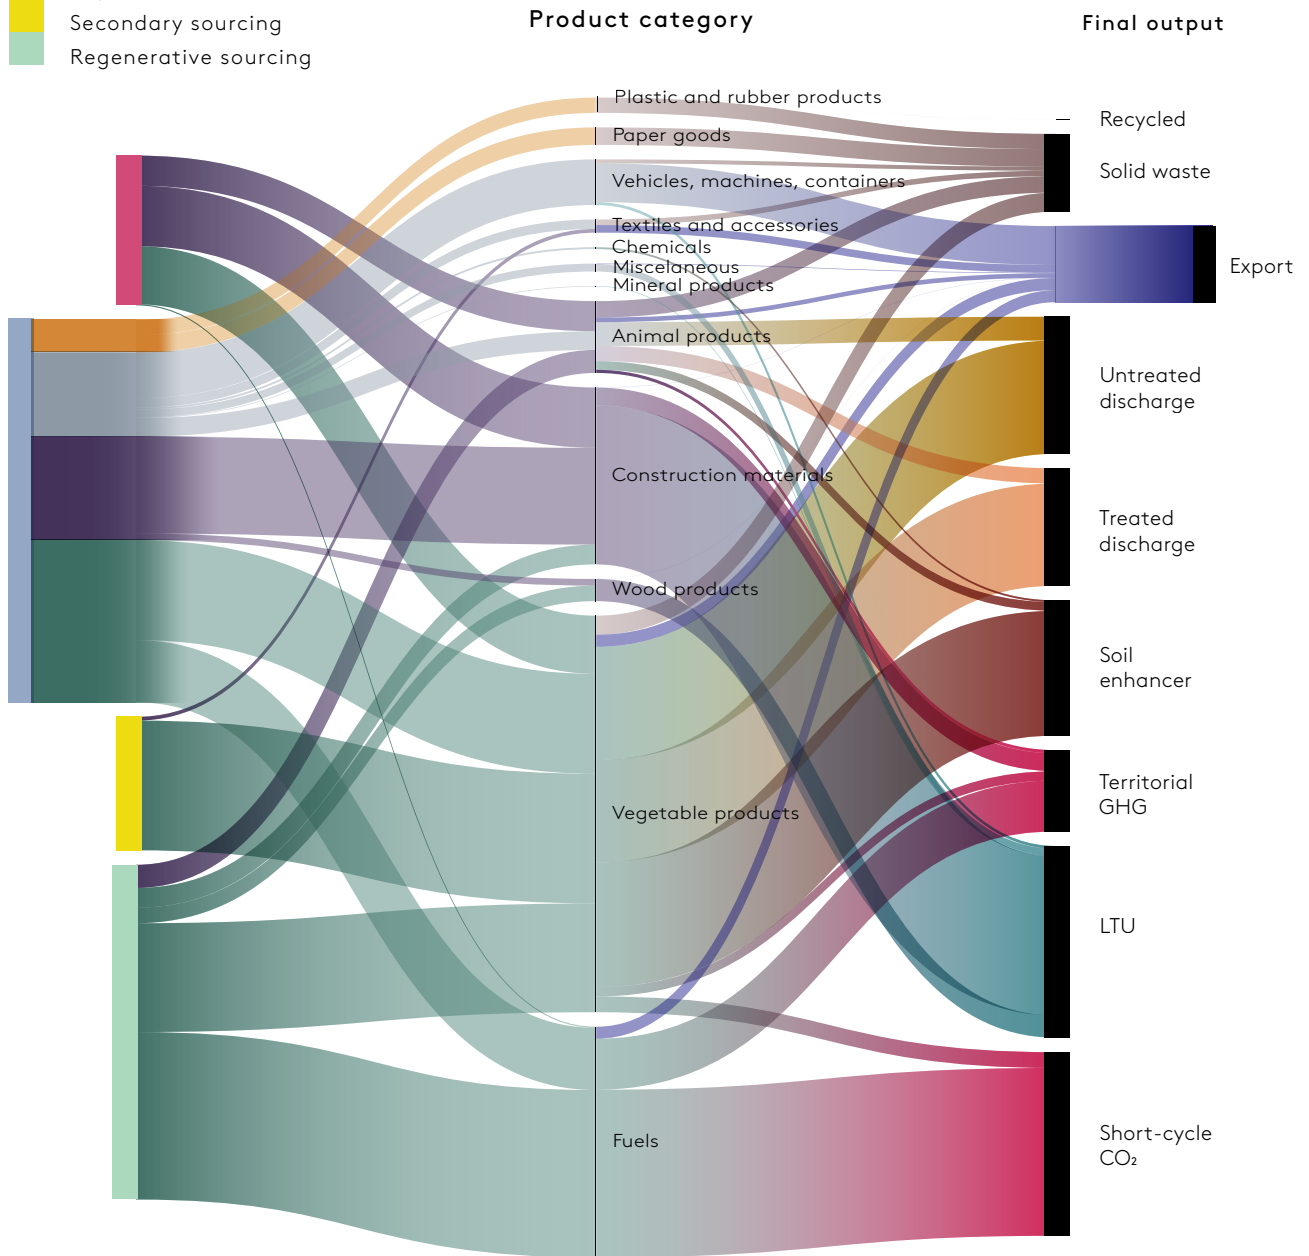 Secondary sourcing
Regenerative sourcing
Product category
Final output
Plastic and rubber products
Paper goods
Vehicles, machines, containers
Textiles and accessories
Chemicals
Miscelaneous
Mineral products
Animal products
Construction materials
Wood products
Vegetable products
Fuels
Recycled
Solid waste
Export
Untreated
discharge
Treated
discharge
Soil
enhancer
Territorial
GHG
LTU
Short-cycle
CO₂